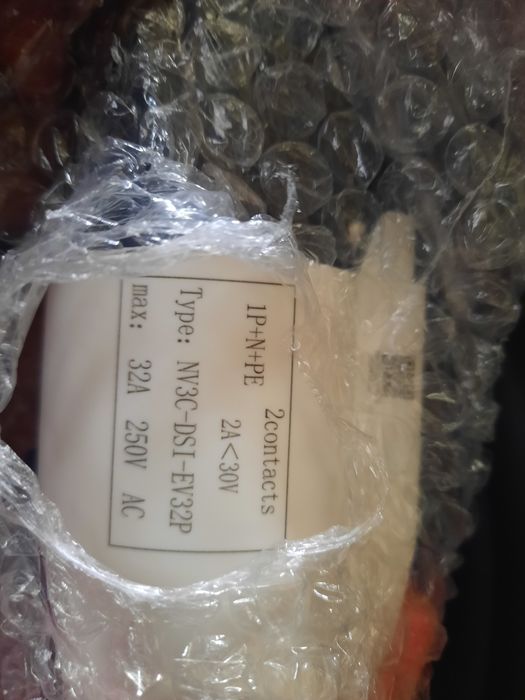 1P+N+PE 2contacts
2A<30V
Type: NV3C-DSI-EV32P
max: 32A 250V AC